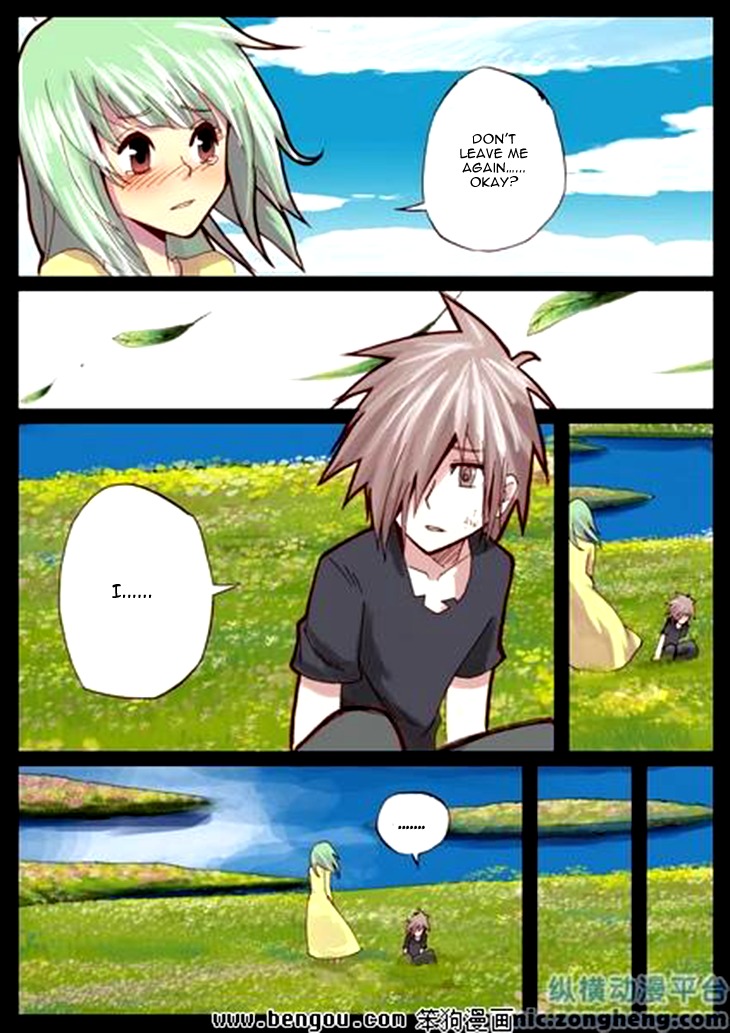 DON'T
LEAVE ME
AGAIN......
OKAY?
I......
.......
纵横动漫平台
www.bengou.com 笨狗漫画 nic.zongheng.com